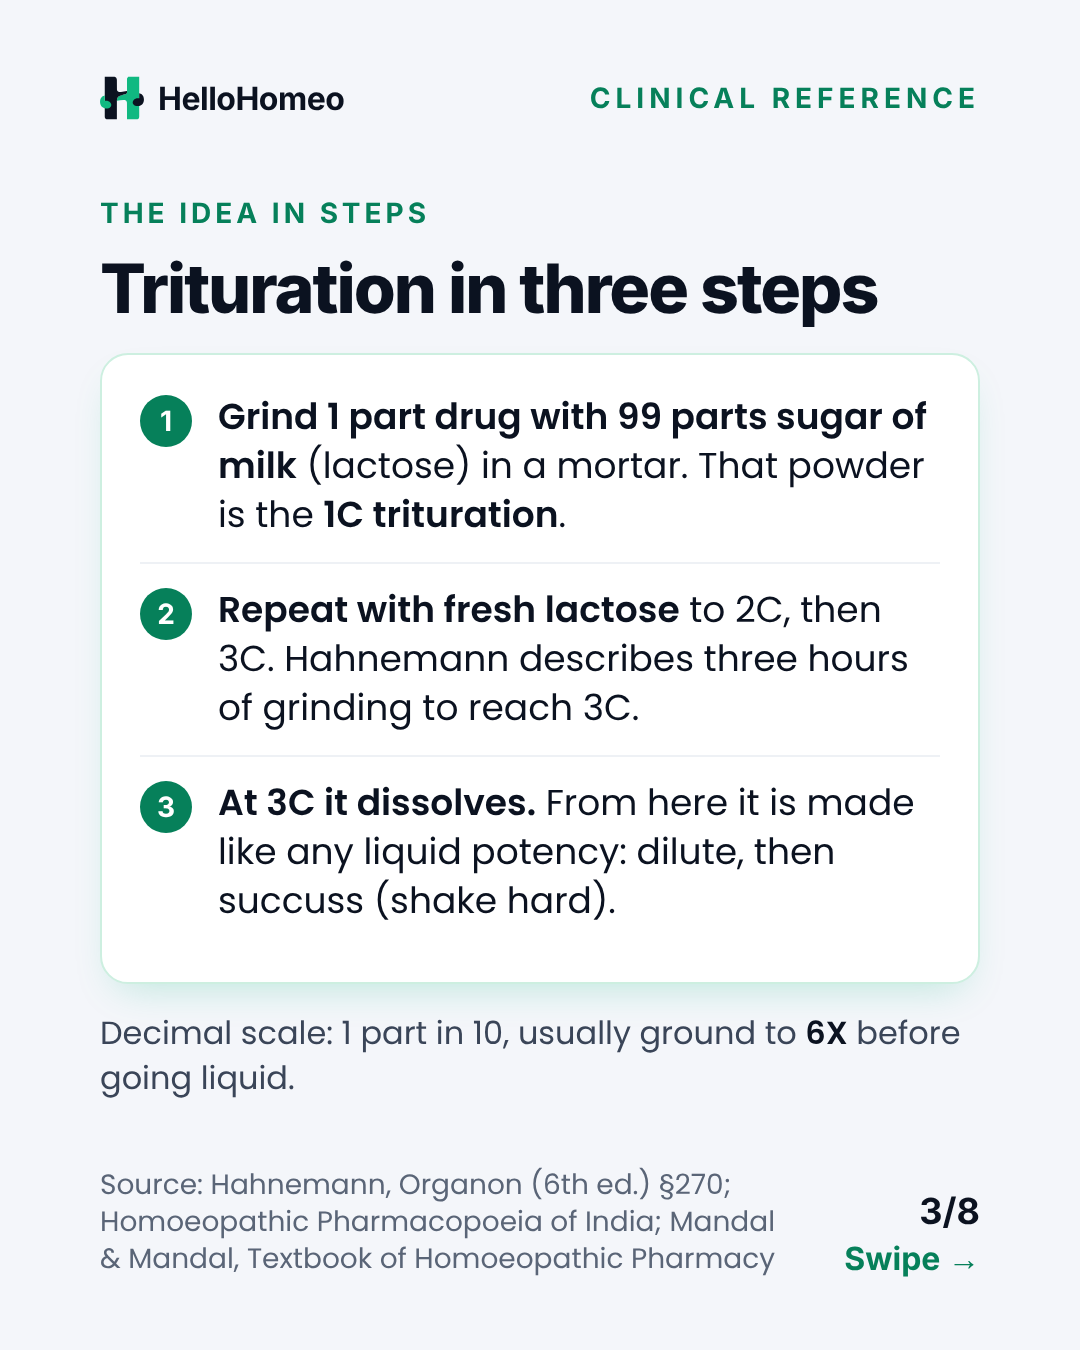 HelloHomeo
CLINICAL REFERENCE
THE IDEA IN STEPS
Trituration in three steps
1
Grind 1 part drug with 99 parts sugar of
milk (lactose) in a mortar. That powder
is the 1C trituration.
2
Repeat with fresh lactose to 2C, then
3C. Hahnemann describes three hours
of grinding to reach 3C.
3
At 3C it dissolves. From here it is made
like any liquid potency: dilute, then
succuss (shake hard).
Decimal scale: 1 part in 10, usually ground to 6X before
going liquid.
Source: Hahnemann, Organon (6th ed.) §270;
Homoeopathic Pharmacopoeia of India; Mandal
& Mandal, Textbook of Homoeopathic Pharmacy
3/8
Swipe →